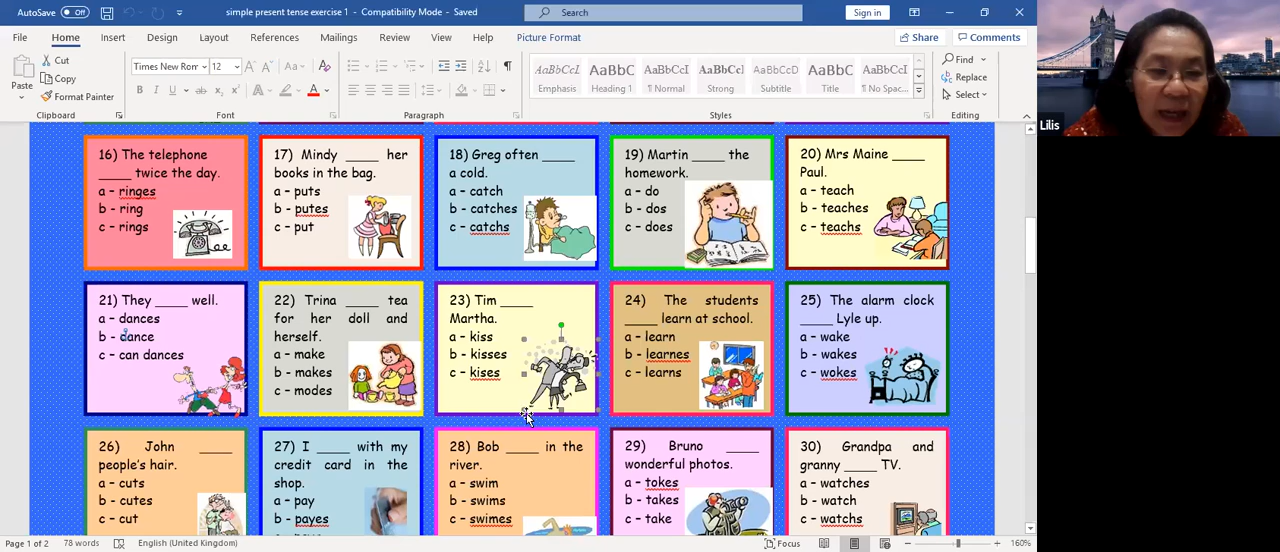 AutoSave Off simple present tense exercise 1 - Compatibility Mode - Saved Search Sign in
File Home Insert Design Layout References Mailings Review View Help Picture Format Share Comments
Paste
Cut
Copy
Format Painter
Clipboard
Times New Rom 12
Font
Paragraph
AaBbCcI Emphasis
AaBbC Heading 1
AaBbCcI ¶ Normal
AaBbCcI Strong
AaBbCcI Subtitle
AaBbC Title
AaBbCcI ¶ No Spac...
Styles
Find
Replace
Select
Editing
Lilis
16) The telephone
____ twice the day.
a – ringes
b – ring
c – rings
17) Mindy ____ her
books in the bag.
a – puts
b – putes
c – put
18) Greg often ____
a cold.
a – catch
b – catches
c – catchs
19) Martin ____ the
homework.
a – do
b – dos
c – does
20) Mrs Maine ____
Paul.
a – teach
b – teaches
c – teachs
21) They ____ well.
a – dances
b – dance
c – can dances
22) Trina ____ tea
for her doll and
herself.
a – make
b – makes
c – modes
23) Tim ____
Martha.
a – kiss
b – kisses
c – kises
24) The students
____ learn at school.
a – learn
b – learnes
c – learns
25) The alarm clock
____ Lyle up.
a – wake
b – wakes
c – wokes
26) John ____
people's hair.
a – cuts
b – cutes
c – cut
27) I ____ with my
credit card in the
shop.
a – pay
b – payes
28) Bob ____ in the
river.
a – swim
b – swims
c – swimes
29) Bruno ____
wonderful photos.
a – tokes
b – takes
c – take
30) Grandpa and
granny ____ TV.
a – watches
b – watch
c – watchs
Page 1 of 2 78 words English (United Kingdom) Focus 160%